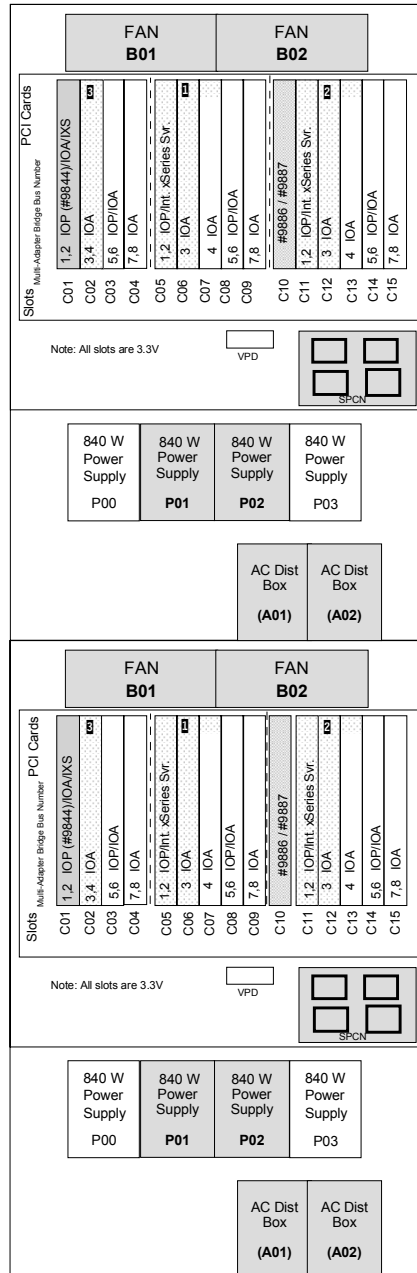 FAN
B01
FAN
B02
Slots Multi-Adapter Bridge Bus Number PCI Cards
C01 1,2 IOP (#9844)/IOA/IXS
C02 3,4 IOA 3
C03 5,6 IOP/IOA
C04 7,8 IOA
C05 1,2 IOP/Int. xSeries Svr.
C06 3 IOA 1
C07 4 IOA
C08 5,6 IOP/IOA
C09 7,8 IOA
C10 #9886 / #9887
C11 1,2 IOP/Int. xSeries Svr.
C12 3 IOA 2
C13 4 IOA
C14 5,6 IOP/IOA
C15 7,8 IOA
Note: All slots are 3.3V
VPD
SPCN
840 W
Power
Supply
P00
840 W
Power
Supply
P01
840 W
Power
Supply
P02
840 W
Power
Supply
P03
AC Dist
Box
(A01)
AC Dist
Box
(A02)
FAN
B01
FAN
B02
Slots Multi-Adapter Bridge Bus Number PCI Cards
C01 1,2 IOP (#9844)/IOA/IXS
C02 3,4 IOA 3
C03 5,6 IOP/IOA
C04 7,8 IOA
C05 1,2 IOP/Int. xSeries Svr.
C06 3 IOA 1
C07 4 IOA
C08 5,6 IOP/IOA
C09 7,8 IOA
C10 #9886 / #9887
C11 1,2 IOP/Int. xSeries Svr.
C12 3 IOA 2
C13 4 IOA
C14 5,6 IOP/IOA
C15 7,8 IOA
Note: All slots are 3.3V
VPD
SPCN
840 W
Power
Supply
P00
840 W
Power
Supply
P01
840 W
Power
Supply
P02
840 W
Power
Supply
P03
AC Dist
Box
(A01)
AC Dist
Box
(A02)